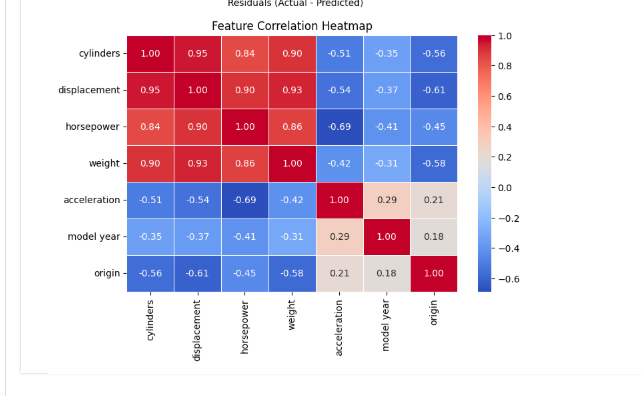 Residuals (Actual - Predicted)
Feature Correlation Heatmap
cylinders 1.00 0.95 0.84 0.90 -0.51 -0.35 -0.56
displacement 0.95 1.00 0.90 0.93 -0.54 -0.37 -0.61
horsepower 0.84 0.90 1.00 0.86 -0.69 -0.41 -0.45
weight 0.90 0.93 0.86 1.00 -0.42 -0.31 -0.58
acceleration -0.51 -0.54 -0.69 -0.42 1.00 0.29 0.21
model year -0.35 -0.37 -0.41 -0.31 0.29 1.00 0.18
origin -0.56 -0.61 -0.45 -0.58 0.21 0.18 1.00
cylinders
displacement
horsepower
weight
acceleration
model year
origin
1.0
0.8
0.6
0.4
0.2
0.0
−0.2
−0.4
−0.6